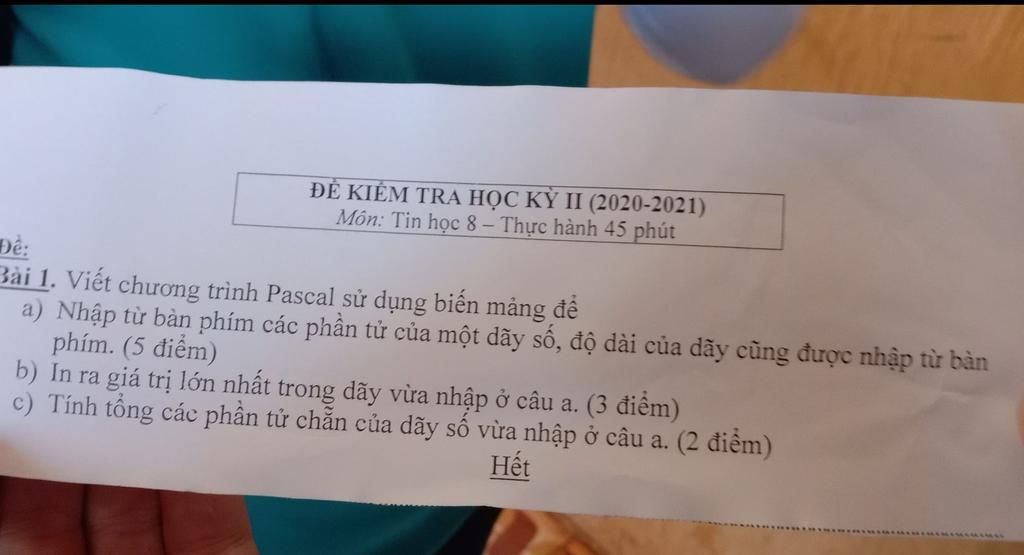 ĐỀ KIỂM TRA HỌC KỲ II (2020-2021)
Môn: Tin học 8 – Thực hành 45 phút
Đề:
Bài 1. Viết chương trình Pascal sử dụng biến mảng để
a) Nhập từ bàn phím các phần tử của một dãy số, độ dài của dãy cũng được nhập từ bàn
phím. (5 điểm)
b) In ra giá trị lớn nhất trong dãy vừa nhập ở câu a. (3 điểm)
c) Tính tổng các phần tử chẵn của dãy số vừa nhập ở câu a. (2 điểm)
Hết